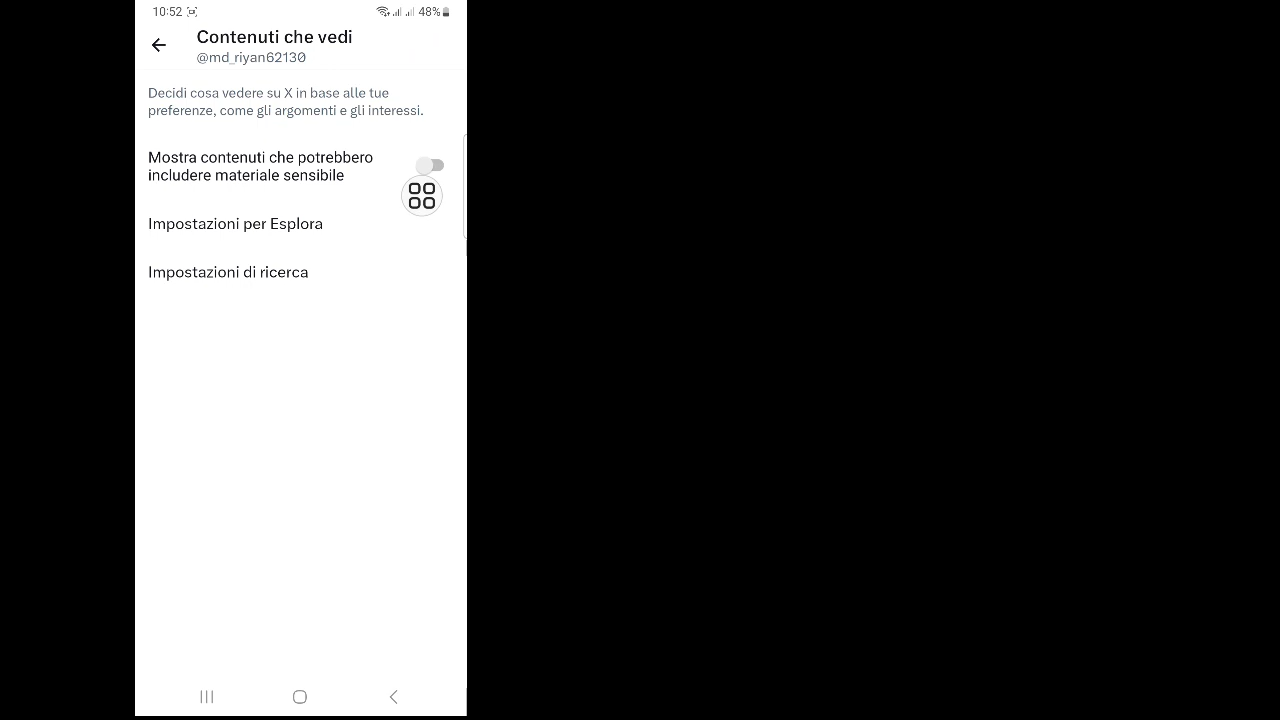 10:52 48%
Contenuti che vedi
@md_riyan62130
Decidi cosa vedere su X in base alle tue
preferenze, come gli argomenti e gli interessi.
Mostra contenuti che potrebbero
includere materiale sensibile
Impostazioni per Esplora
Impostazioni di ricerca